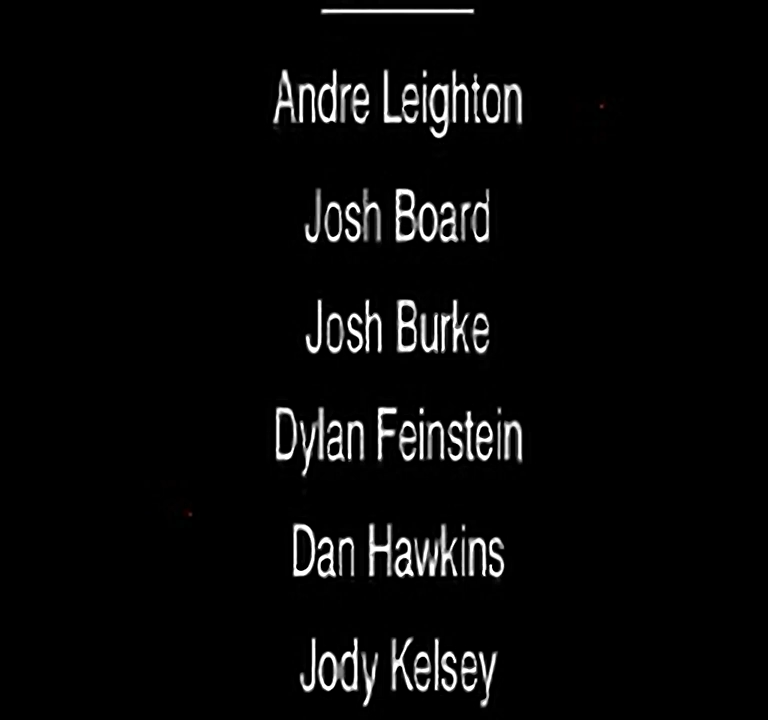 Andre Leighton
Josh Board
Josh Burke
Dylan Feinstein
Dan Hawkins
Jody Kelsey